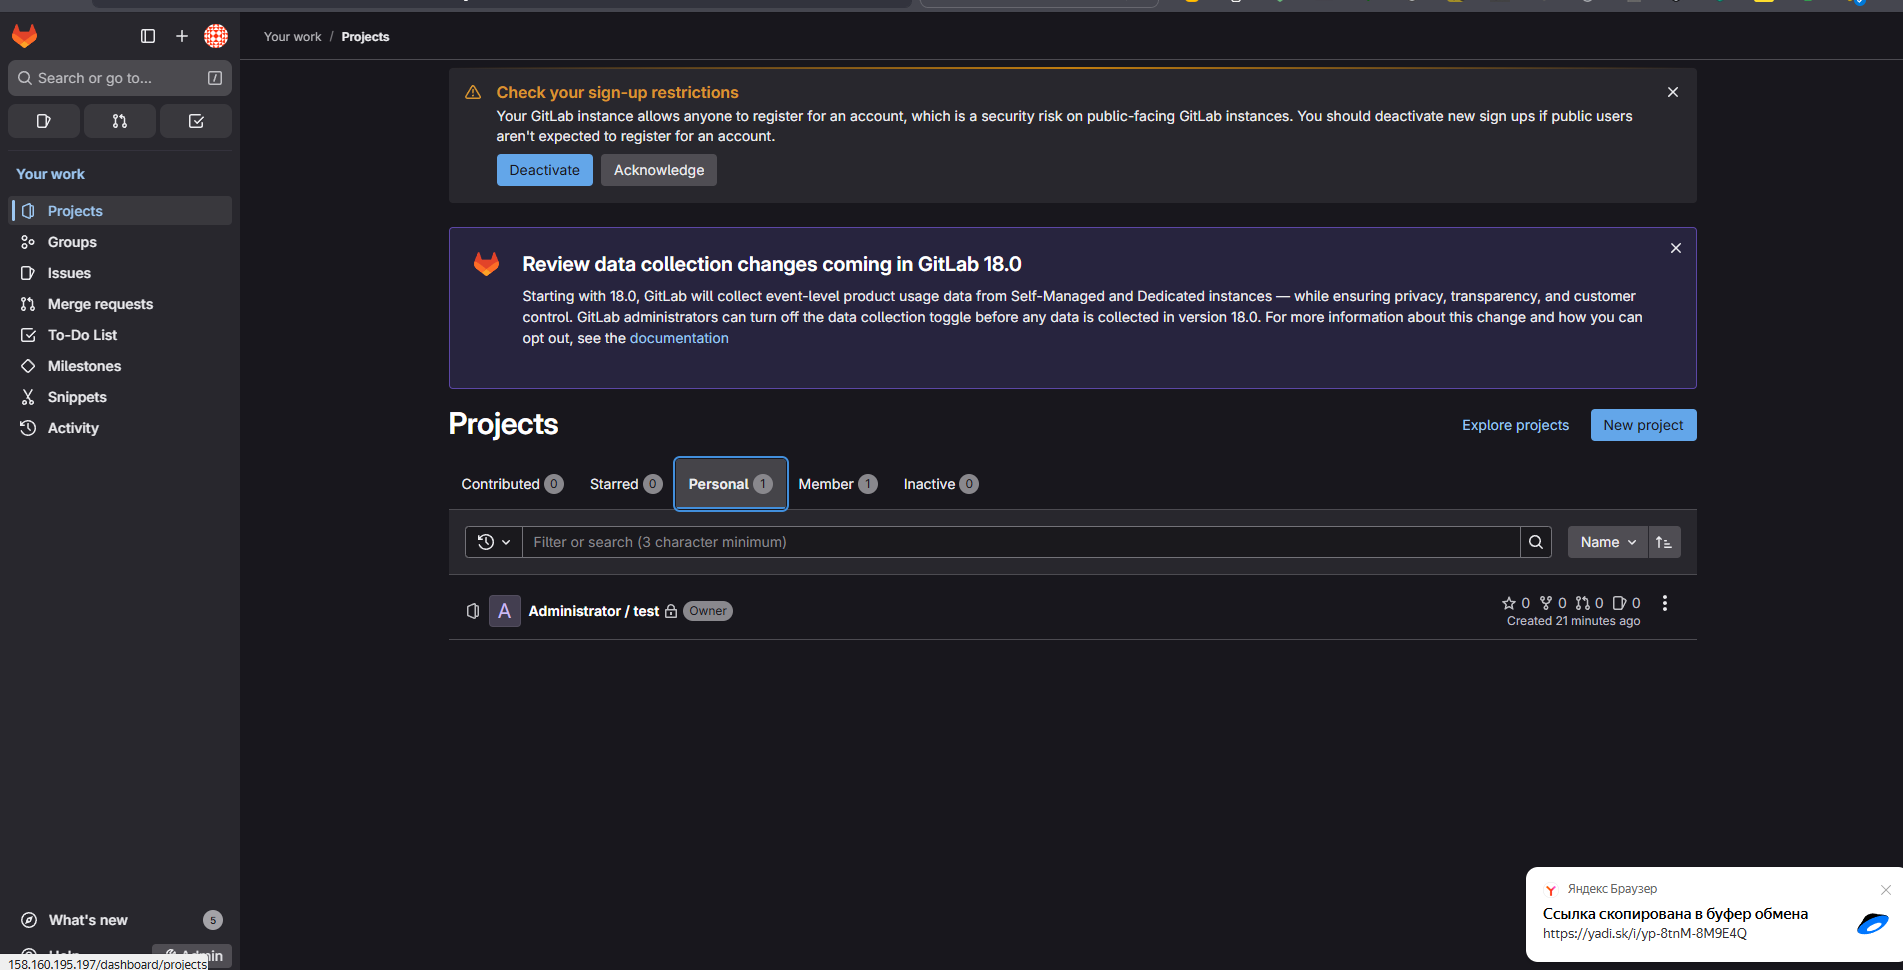 Your work / Projects
Search or go to... /
Check your sign-up restrictions
Your GitLab instance allows anyone to register for an account, which is a security risk on public-facing GitLab instances. You should deactivate new sign ups if public users
aren't expected to register for an account.
Deactivate Acknowledge
Your work
Projects
Groups
Issues
Merge requests
To-Do List
Milestones
Snippets
Activity
Review data collection changes coming in GitLab 18.0
Starting with 18.0, GitLab will collect event-level product usage data from Self-Managed and Dedicated instances — while ensuring privacy, transparency, and customer
control. GitLab administrators can turn off the data collection toggle before any data is collected in version 18.0. For more information about this change and how you can
opt out, see the documentation
Projects
Explore projects New project
Contributed 0 Starred 0 Personal 1 Member 1 Inactive 0
Filter or search (3 character minimum)
Name
A Administrator / test Owner
0 0 0 0
Created 21 minutes ago
What's new 5
Help Admin
158.160.195.197/dashboard/projects
Яндекс Браузер
Ссылка скопирована в буфер обмена
https://yadi.sk/i/yp-8tnM-8M9E4Q